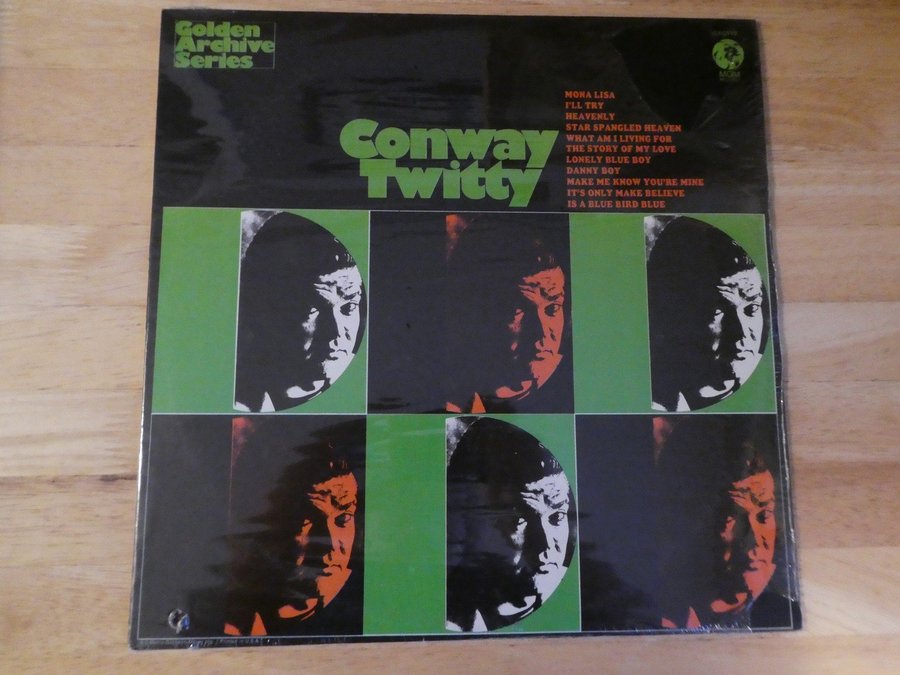 Golden
Archive
Series
MGM
Conway
Twitty
MONA LISA
I'LL TRY
HEAVENLY
STAR SPANGLED HEAVEN
WHAT AM I LIVING FOR
THE STORY OF MY LOVE
LONELY BLUE BOY
DANNY BOY
MAKE ME KNOW YOU'RE MINE
IT'S ONLY MAKE BELIEVE
IS A BLUE BIRD BLUE